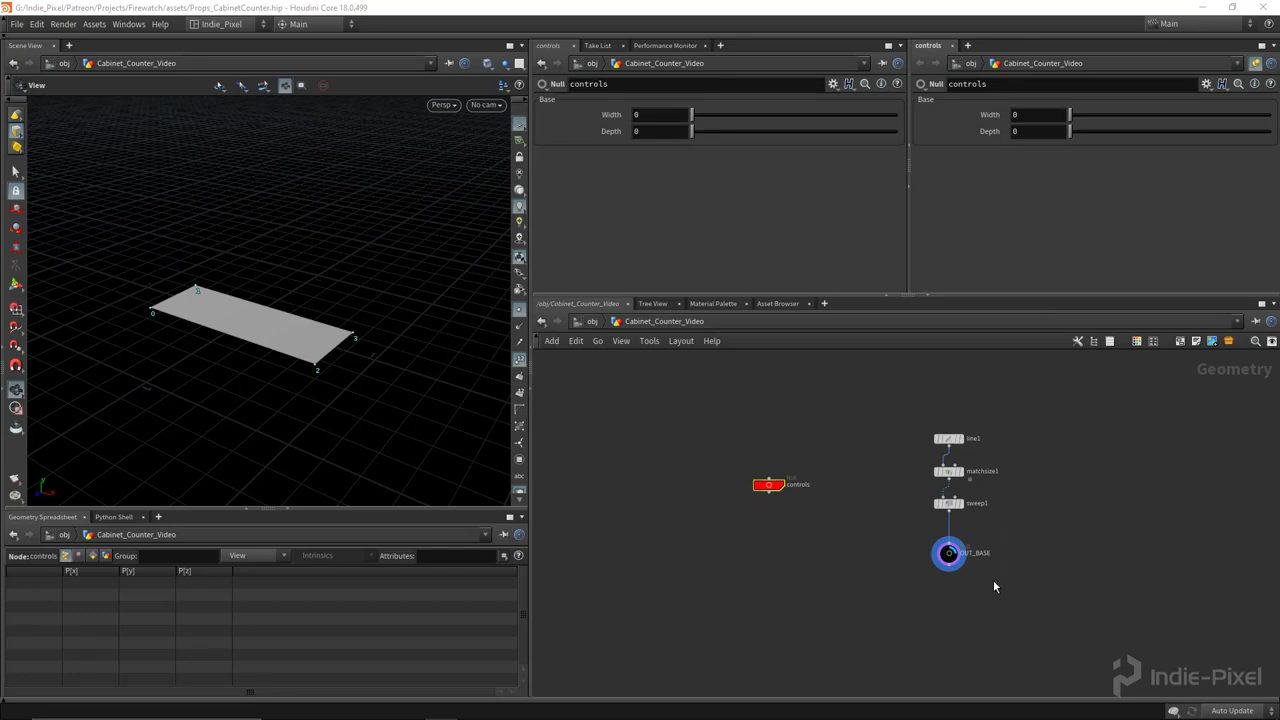 G:/Indie_Pixel/Patreon/Projects/Firewatch/assets/Props_CabinetCounter.hip - Houdini Core 18.0.499
File Edit Render Assets Windows Help Indie_Pixel Main Main
Scene View
obj Cabinet_Counter_Video
View
Persp No cam
0
2
3
controls Take List Performance Monitor
obj Cabinet_Counter_Video
Null controls
Base
Width 0
Depth 0
controls
obj Cabinet_Counter_Video
Null controls
Base
Width 0
Depth 0
/obj/Cabinet_Counter_Video Tree View Material Palette Asset Browser
obj Cabinet_Counter_Video
Add Edit Go View Tools Layout Help
Geometry
line1
matchsize1
Null
controls
sweep1
OUT_BASE
Geometry Spreadsheet Python Shell
obj Cabinet_Counter_Video
Node: controls Group: View Intrinsics Attributes:
P[x] P[y] P[z]
Indie-Pixel
Auto Update